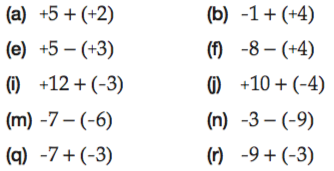 (a) +5 + (+2) (b) -1 + (+4)
(e) +5 – (+3) (f) -8 – (+4)
(i) +12 + (-3) (j) +10 + (-4)
(m) -7 – (-6) (n) -3 – (-9)
(q) -7 + (-3) (r) -9 + (-3)